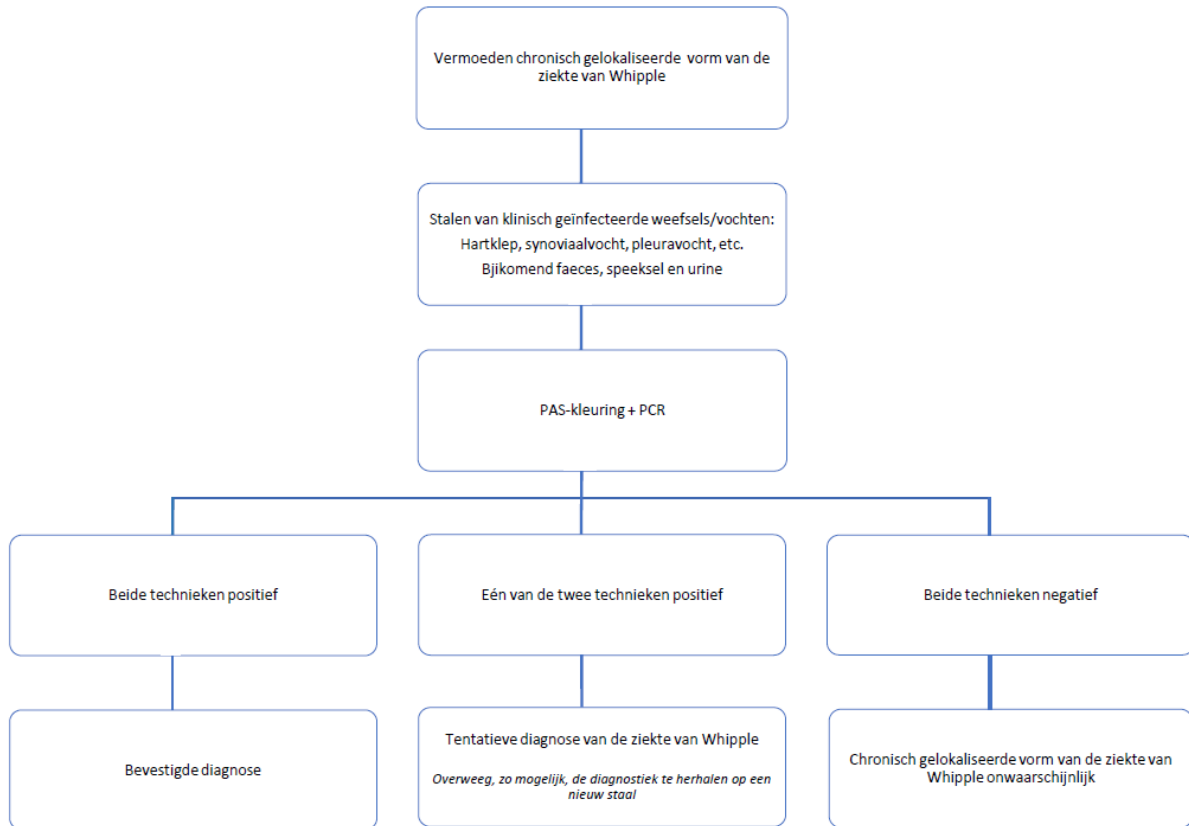 Vermoeden chronisch gelokaliseerde vorm van de
ziekte van Whipple
Stalen van klinisch geïnfecteerde weefsels/vochten:
Hartklep, synoviaalvocht, pleuravocht, etc.
Bjikomend faeces, speeksel en urine
PAS-kleuring + PCR
Beide technieken positief
Eén van de twee technieken positief
Beide technieken negatief
Bevestigde diagnose
Tentatieve diagnose van de ziekte van Whipple
Overweeg, zo mogelijk, de diagnostiek te herhalen op een
nieuw staal
Chronisch gelokaliseerde vorm van de ziekte van
Whipple onwaarschijnlijk